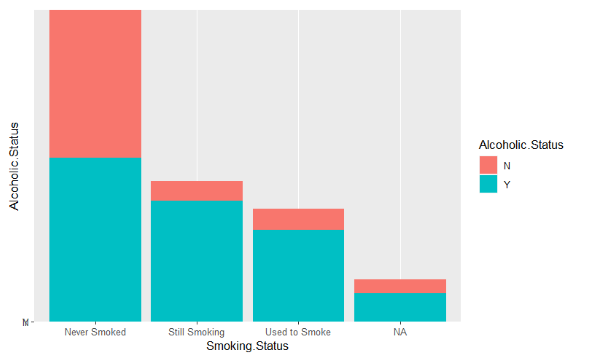 Alcoholic.Status
Never Smoked
Still Smoking
Used to Smoke
NA
Smoking.Status
Alcoholic.Status
N
Y